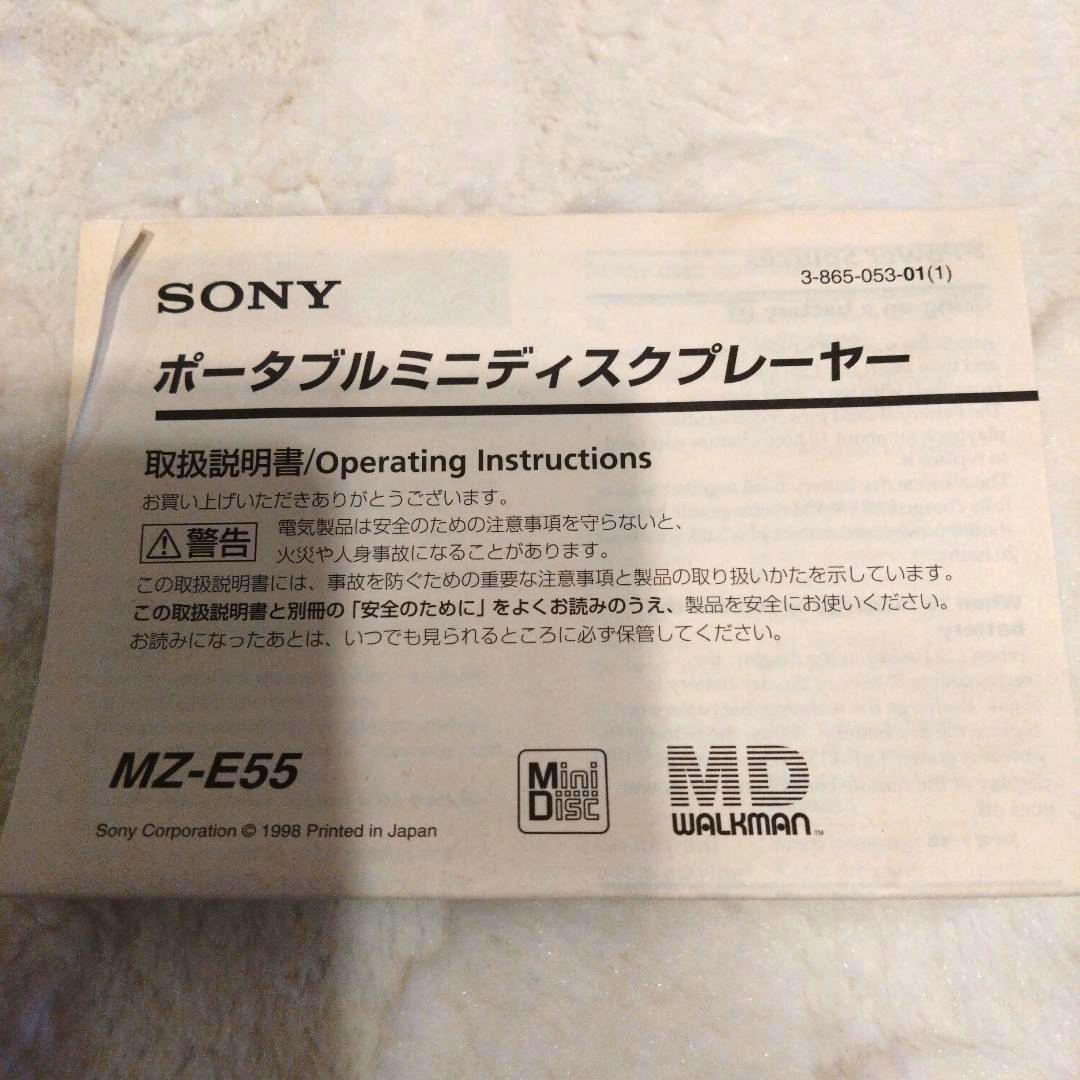 SONY
3-865-053-01(1)
ポータブルミニディスクプレーヤー
取扱説明書/Operating Instructions
お買い上げいただきありがとうございます。
警告
電気製品は安全のための注意事項を守らないと、
火災や人身事故になることがあります。
この取扱説明書には、事故を防ぐための重要な注意事項と製品の取り扱いかたを示しています。
この取扱説明書と別冊の「安全のために」をよくお読みのうえ、製品を安全にお使いください。
お読みになったあとは、いつでも見られるところに必ず保管してください。
MZ-E55
Sony Corporation © 1998 Printed in Japan
Mini
Disc
MD
WALKMAN™